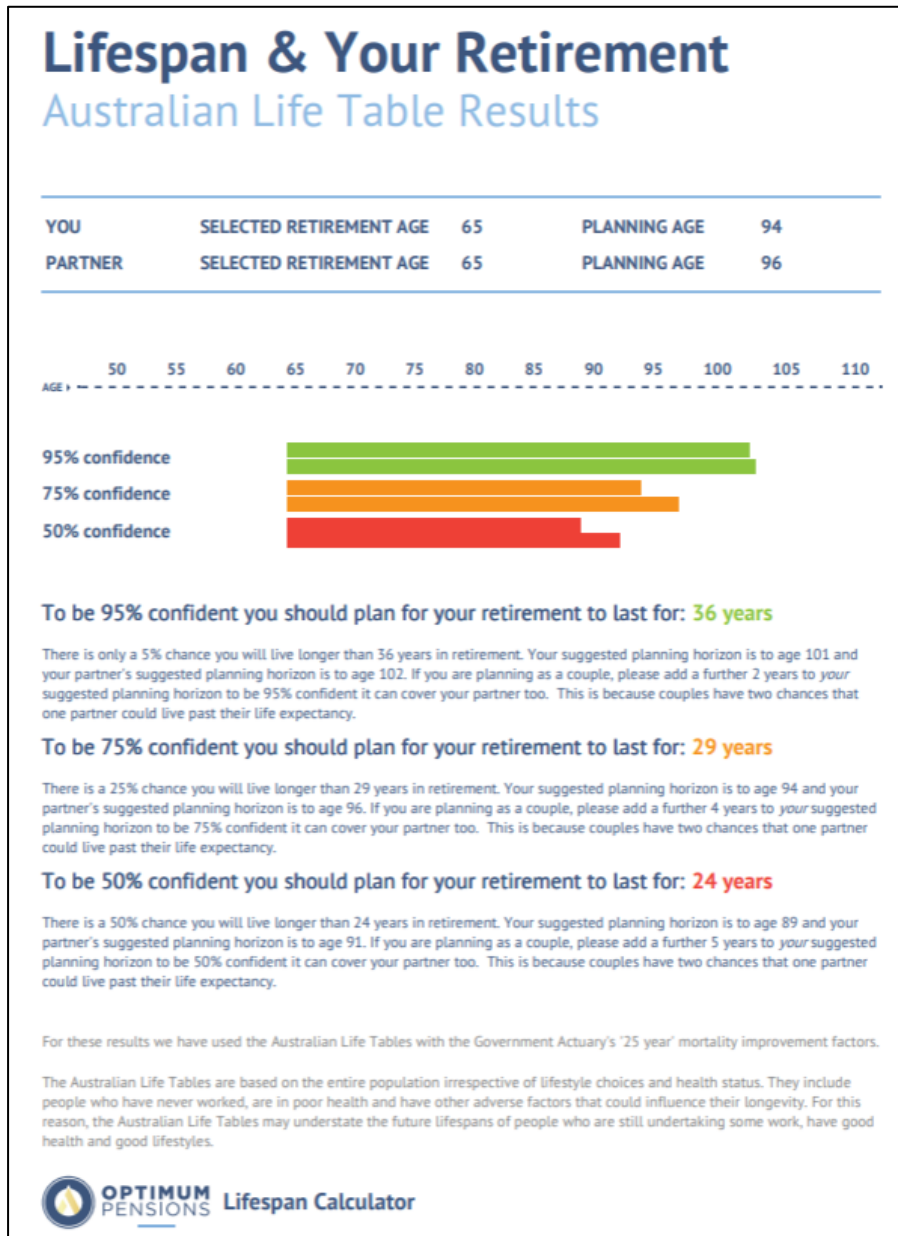 Lifespan & Your Retirement
Australian Life Table Results
YOU SELECTED RETIREMENT AGE 65 PLANNING AGE 94
PARTNER SELECTED RETIREMENT AGE 65 PLANNING AGE 96
50 55 60 65 70 75 80 85 90 95 100 105 110
AGE
95% confidence
75% confidence
50% confidence
To be 95% confident you should plan for your retirement to last for: 36 years
There is only a 5% chance you will live longer than 36 years in retirement. Your suggested planning horizon is to age 101 and
your partner's suggested planning horizon is to age 102. If you are planning as a couple, please add a further 2 years to your
suggested planning horizon to be 95% confident it can cover your partner too. This is because couples have two chances that
one partner could live past their life expectancy.
To be 75% confident you should plan for your retirement to last for: 29 years
There is a 25% chance you will live longer than 29 years in retirement. Your suggested planning horizon is to age 94 and your
partner's suggested planning horizon is to age 96. If you are planning as a couple, please add a further 4 years to your suggested
planning horizon to be 75% confident it can cover your partner too. This is because couples have two chances that one partner
could live past their life expectancy.
To be 50% confident you should plan for your retirement to last for: 24 years
There is a 50% chance you will live longer than 24 years in retirement. Your suggested planning horizon is to age 89 and your
partner's suggested planning horizon is to age 91. If you are planning as a couple, please add a further 5 years to your suggested
planning horizon to be 50% confident it can cover your partner too. This is because couples have two chances that one partner
could live past their life expectancy.
For these results we have used the Australian Life Tables with the Government Actuary's '25 year' mortality improvement factors.
The Australian Life Tables are based on the entire population irrespective of lifestyle choices and health status. They include
people who have never worked, are in poor health and have other adverse factors that could influence their longevity. For this
reason, the Australian Life Tables may understate the future lifespans of people who are still undertaking some work, have good
health and good lifestyles.
OPTIMUM
PENSIONS Lifespan Calculator